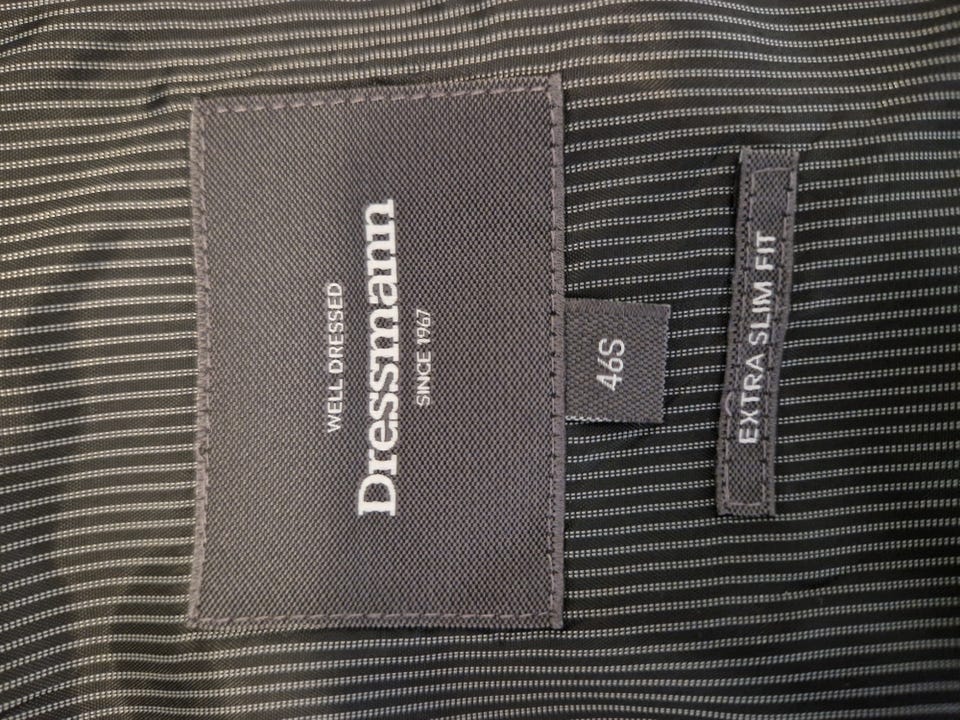 WELL DRESSED
Dressmann
SINCE 1967
46S
EXTRA SLIM FIT